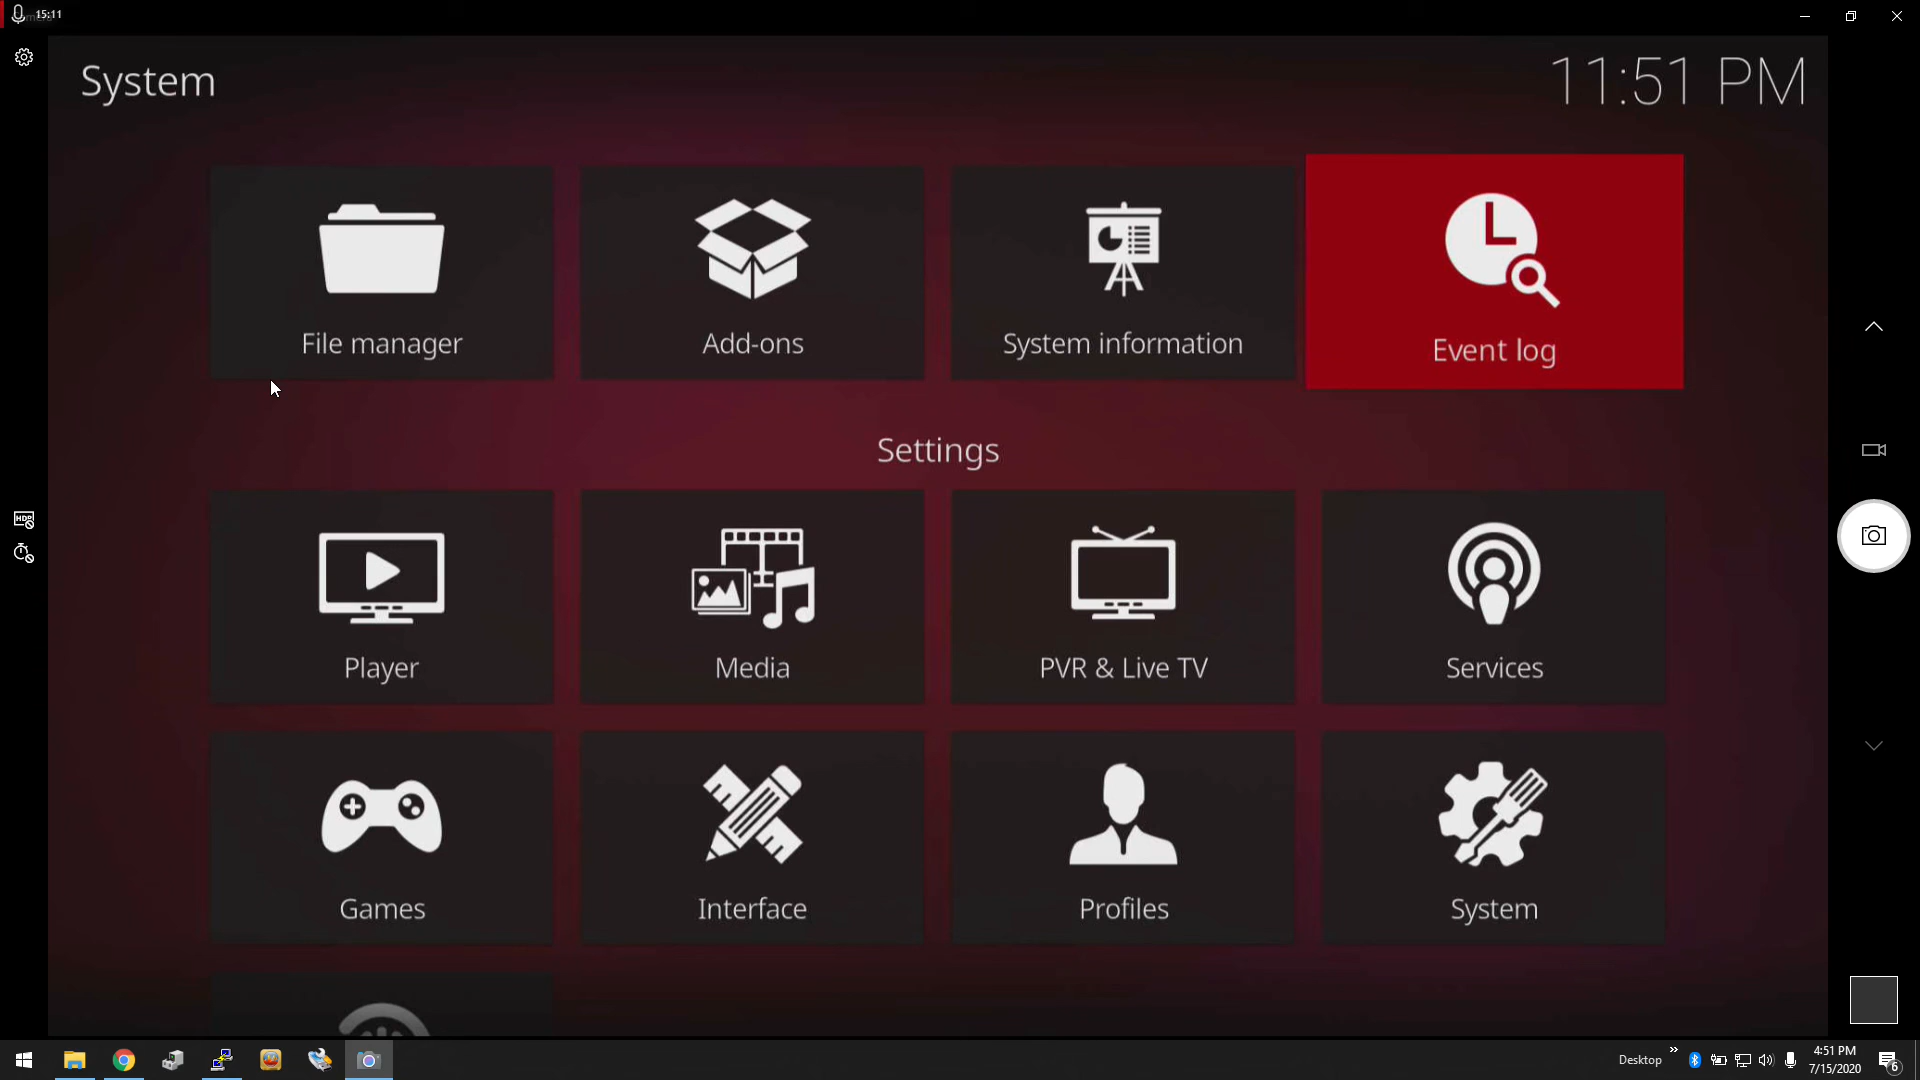 15:11
System
11:51 PM
File manager
Add-ons
System information
Event log
Settings
HDR
Player
Media
PVR & Live TV
Services
Games
Interface
Profiles
System
Desktop
4:51 PM
7/15/2020
6